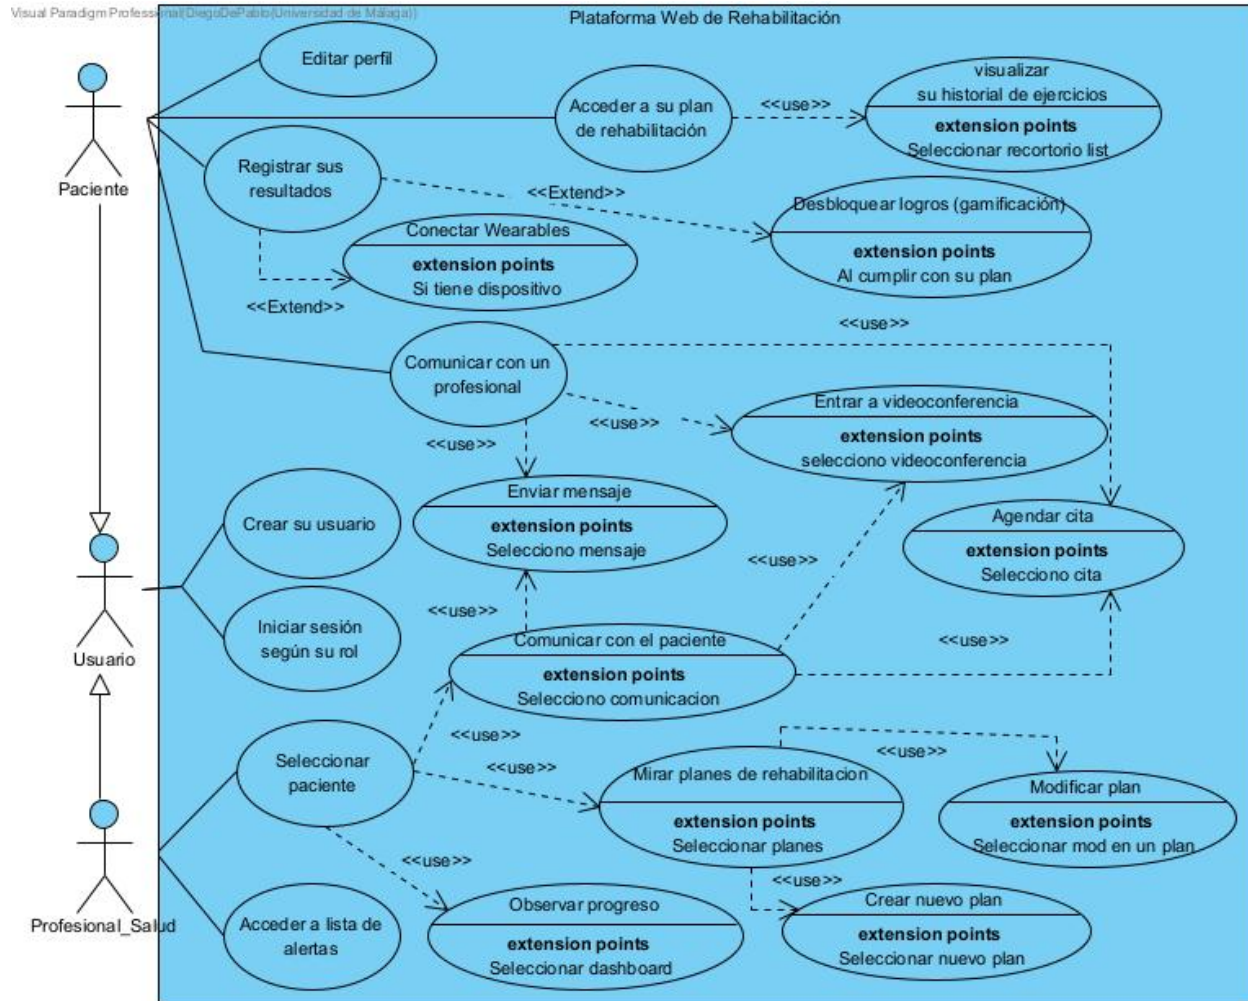 Visual Paradigm Professional(DiegoDePablo(Universidad de Málaga))
Plataforma Web de Rehabilitación
Editar perfil
visualizar
su historial de ejercicios
extension points
Seleccionar recortorio list
Acceder a su plan
de rehabilitación
<<use>>
Paciente
Registrar sus
resultados
<<Extend>>
Desbloquear logros (gamificación)
extension points
Al cumplir con su plan
Conectar Wearables
extension points
Si tiene dispositivo
<<Extend>>
<<use>>
Comunicar con un
profesional
Entrar a videoconferencia
extension points
selecciono videoconferencia
<<use>>
<<use>>
Enviar mensaje
extension points
Selecciono mensaje
Crear su usuario
Agendar cita
extension points
Selecciono cita
<<use>>
<<use>>
Iniciar sesión
según su rol
Usuario
Comunicar con el paciente
extension points
Selecciono comunicacion
<<use>>
<<use>>
Seleccionar
paciente
<<use>>
Mirar planes de rehabilitacion
extension points
Seleccionar planes
<<use>>
Modificar plan
extension points
Seleccionar mod en un plan
<<use>>
<<use>>
Profesional_Salud
Acceder a lista de
alertas
Observar progreso
extension points
Seleccionar dashboard
Crear nuevo plan
extension points
Seleccionar nuevo plan